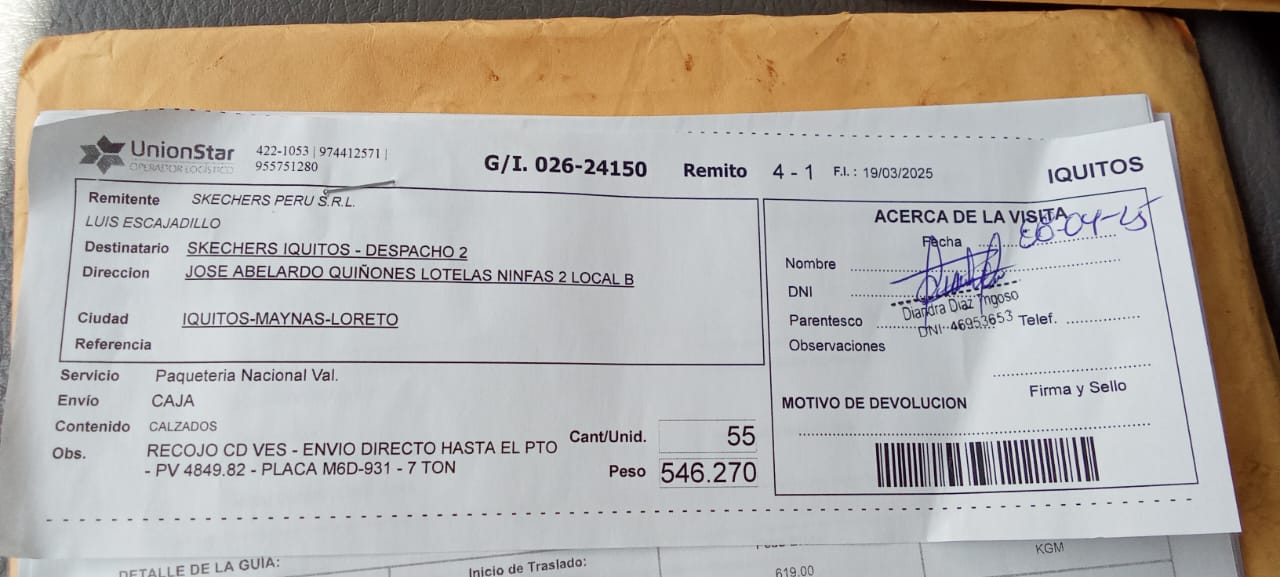 UnionStar
OPERADOR LOGÍSTICO
422-1053 | 974412571 |
955751280
G/I. 026-24150
Remito 4 - 1 F.I.: 19/03/2025
IQUITOS
Remitente SKECHERS PERU S.R.L.
LUIS ESCAJADILLO
Destinatario SKECHERS IQUITOS - DESPACHO 2
Direccion JOSE ABELARDO QUIÑONES LOTELAS NINFAS 2 LOCAL B
Ciudad IQUITOS-MAYNAS-LORETO
Referencia
Servicio Paqueteria Nacional Val.
Envío CAJA
Contenido CALZADOS
Obs. RECOJO CD VES - ENVIO DIRECTO HASTA EL PTO
- PV 4849.82 - PLACA M6D-931 - 7 TON
Cant/Unid. 55
Peso 546.270
ACERCA DE LA VISITA
Fecha
Nombre
DNI
Diandra Diaz Tngoso
Parentesco
DNI: 46953653
Telef.
Observaciones
Firma y Sello
MOTIVO DE DEVOLUCION
DETALLE DE LA GUIA:
Inicio de Traslado:
619.00
KGM